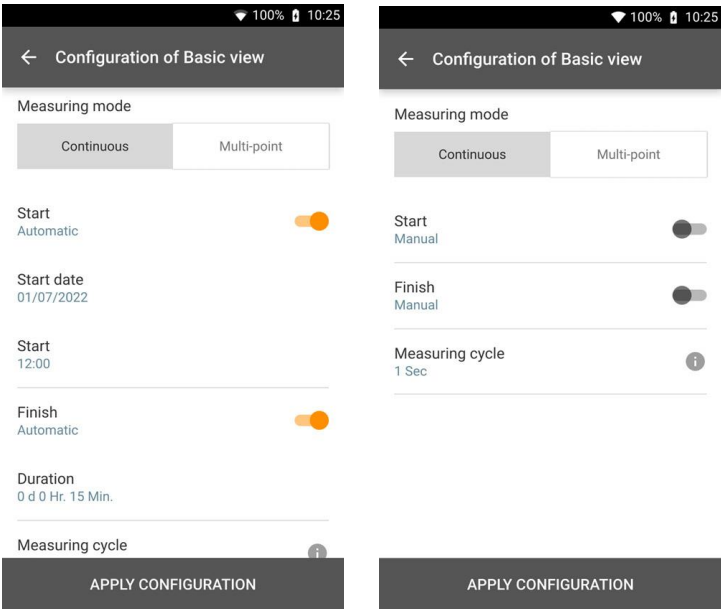 100% 10:25
Configuration of Basic view
Measuring mode
Continuous Multi-point
Start
Automatic
Start date
01/07/2022
Start
12:00
Finish
Automatic
Duration
0 d 0 Hr. 15 Min.
Measuring cycle
APPLY CONFIGURATION
100% 10:25
Configuration of Basic view
Measuring mode
Continuous Multi-point
Start
Manual
Finish
Manual
Measuring cycle
1 Sec
APPLY CONFIGURATION